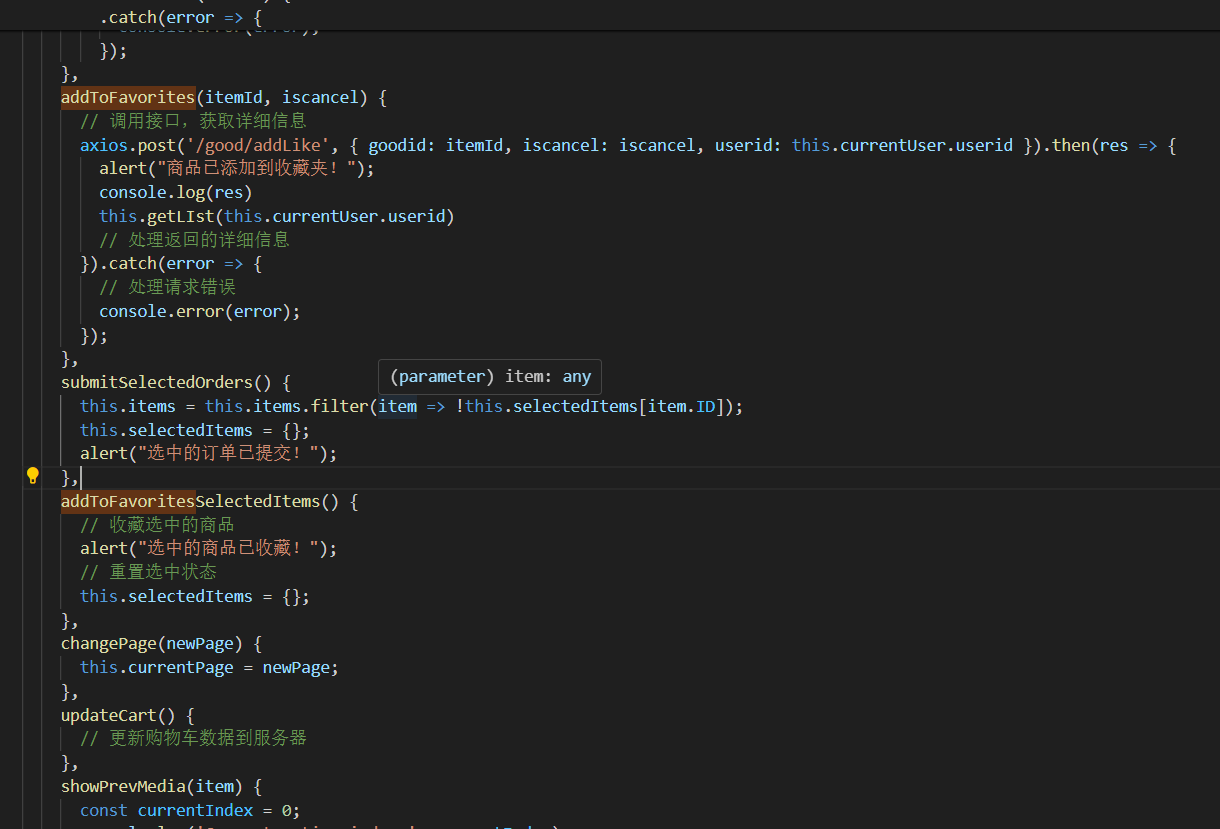 .catch(error => {
console.error(error);
});
},
addToFavorites(itemId, iscancel) {
// 调用接口，获取详细信息
axios.post('/good/addLike', { goodid: itemId, iscancel: iscancel, userid: this.currentUser.userid }).then(res => {
alert("商品已添加到收藏夹！");
console.log(res)
this.getLIst(this.currentUser.userid)
// 处理返回的详细信息
}).catch(error => {
// 处理请求错误
console.error(error);
});
},
submitSelectedOrders() {
(parameter) item: any
this.items = this.items.filter(item => !this.selectedItems[item.ID]);
this.selectedItems = {};
alert("选中的订单已提交！");
},
addToFavoritesSelectedItems() {
// 收藏选中的商品
alert("选中的商品已收藏！");
// 重置选中状态
this.selectedItems = {};
},
changePage(newPage) {
this.currentPage = newPage;
},
updateCart() {
// 更新购物车数据到服务器
},
showPrevMedia(item) {
const currentIndex = 0;